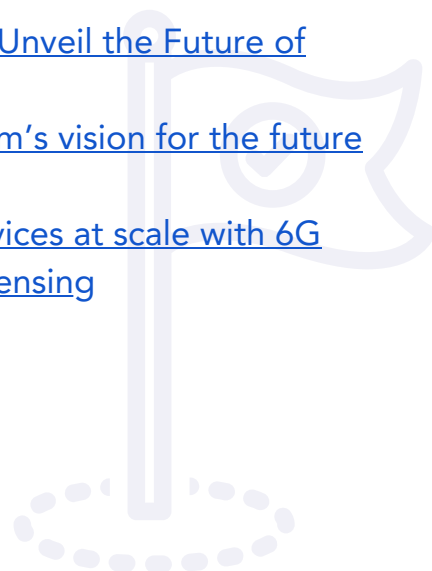 Unveil the Future of
m's vision for the future
vices at scale with 6G
ensing